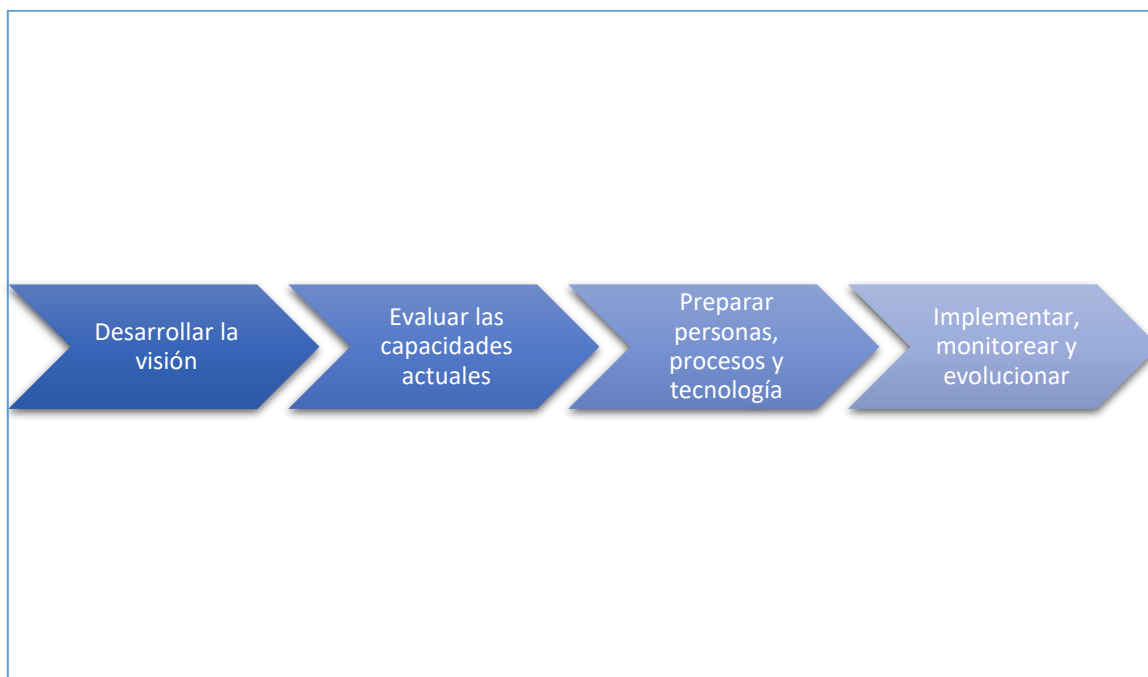 Desarrollar la
visión
Evaluar las
capacidades
actuales
Preparar
personas,
procesos y
tecnología
Implementar,
monitorear y
evolucionar